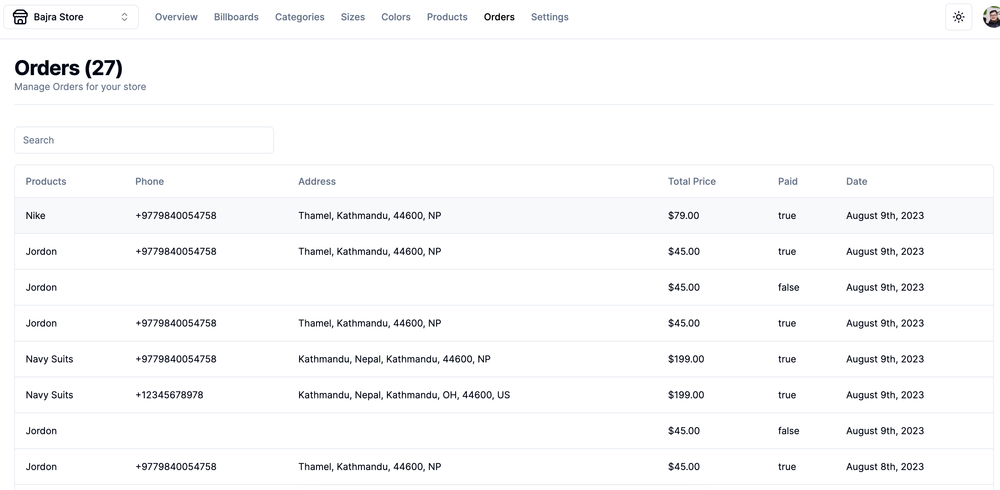 Bajra Store Overview Billboards Categories Sizes Colors Products Orders Settings
Orders (27)
Manage Orders for your store
Search
Products Phone Address Total Price Paid Date
Nike +9779840054758 Thamel, Kathmandu, 44600, NP $79.00 true August 9th, 2023
Jordon +9779840054758 Thamel, Kathmandu, 44600, NP $45.00 true August 9th, 2023
Jordon $45.00 false August 9th, 2023
Jordon +9779840054758 Thamel, Kathmandu, 44600, NP $45.00 true August 9th, 2023
Navy Suits +9779840054758 Kathmandu, Nepal, Kathmandu, 44600, NP $199.00 true August 9th, 2023
Navy Suits +12345678978 Kathmandu, Nepal, Kathmandu, OH, 44600, US $199.00 true August 9th, 2023
Jordon $45.00 false August 9th, 2023
Jordon +9779840054758 Thamel, Kathmandu, 44600, NP $45.00 true August 8th, 2023